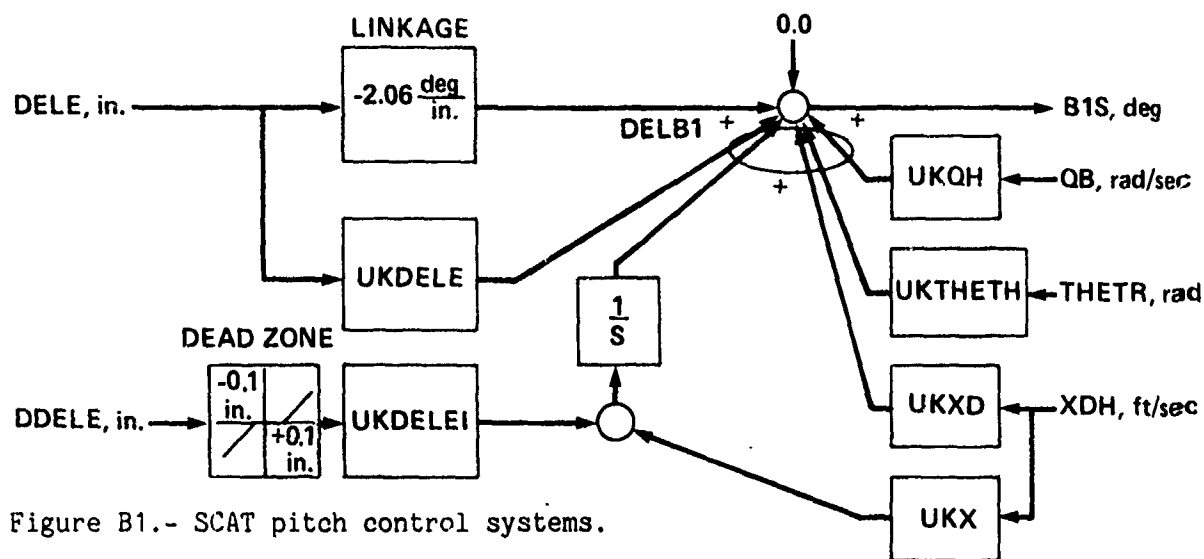 LINKAGE
0.0
DELE, in.
-2.06 deg
in.
DELB1
+
+
+
B1S, deg
UKQH
QB, rad/sec
UKDELE
UKTHETH
THETR, rad
1
S
DEAD ZONE
-0.1
in.
+0.1
in.
DDELE, in.
UKDELEI
UKXD
XDH, ft/sec
UKX
Figure B1.- SCAT pitch control systems.